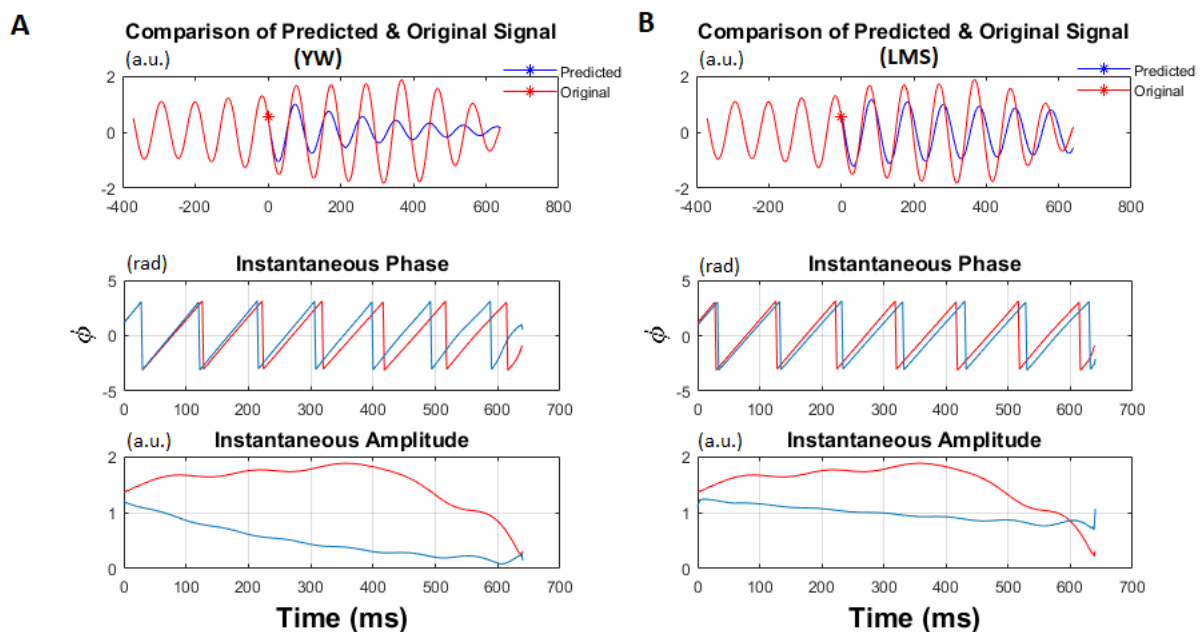 A
Comparison of Predicted & Original Signal
(a.u.)
(YW)
Predicted
Original
2
0
-2
-400
-200
0
200
400
600
800
(rad)
Instantaneous Phase
5
0
-5
ϕ
0
100
200
300
400
500
600
700
(a.u.)
Instantaneous Amplitude
2
1
0
0
100
200
300
400
500
600
700
Time (ms)
B
Comparison of Predicted & Original Signal
(a.u.)
(LMS)
Predicted
Original
2
0
-2
-400
-200
0
200
400
600
800
(rad)
Instantaneous Phase
5
0
-5
ϕ
0
100
200
300
400
500
600
700
(a.u.)
Instantaneous Amplitude
2
1
0
0
100
200
300
400
500
600
700
Time (ms)